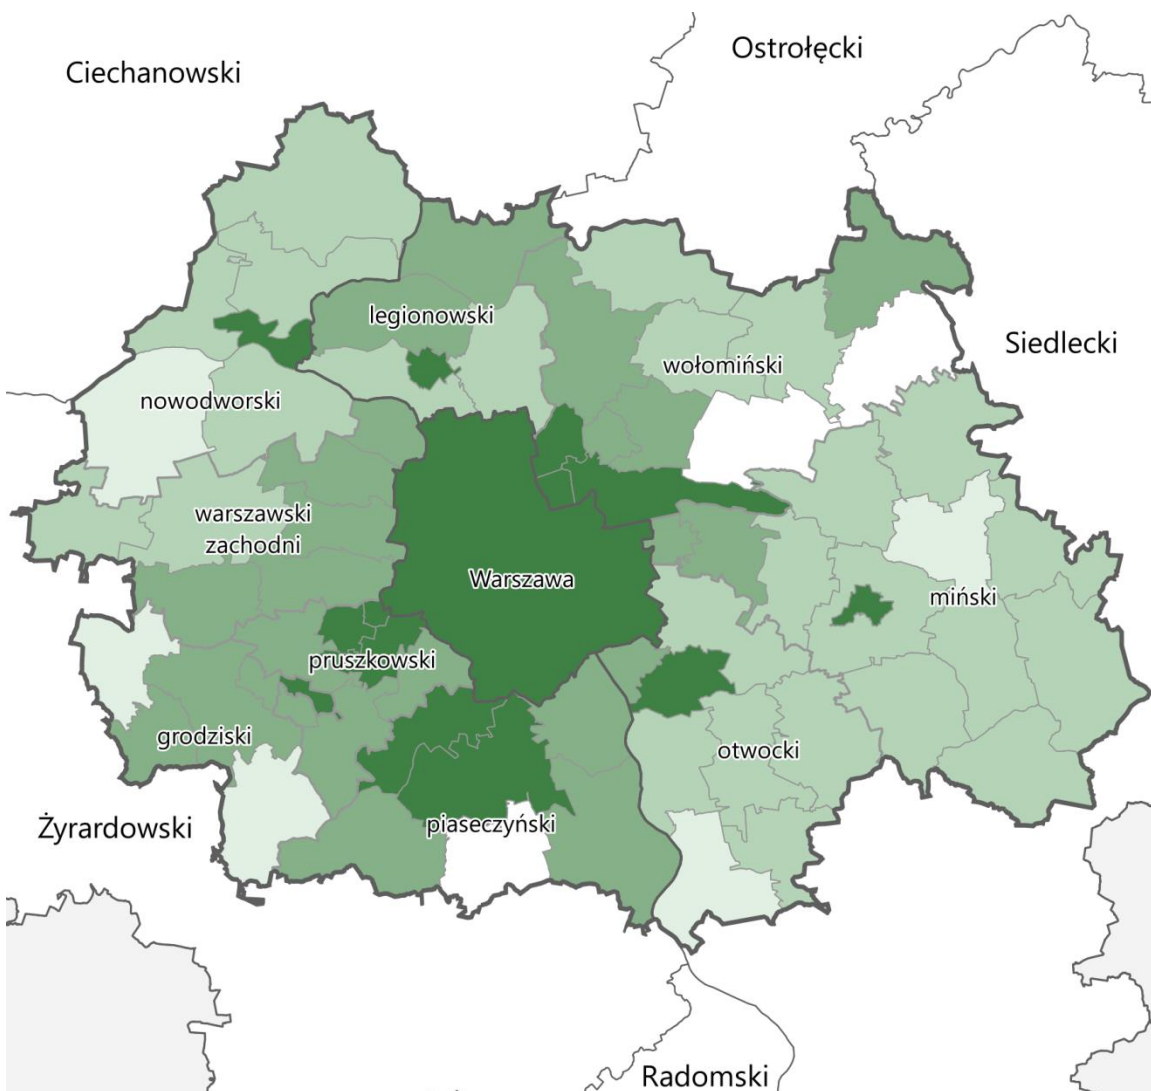 Ostrołęcki
Ciechanowski
legionowski
Siedlecki
wołomiński
nowodworski
warszawski
zachodni
Warszawa
miński
pruszkowski
grodziski
otwocki
Żyrardowski
piaseczyński
Radomski